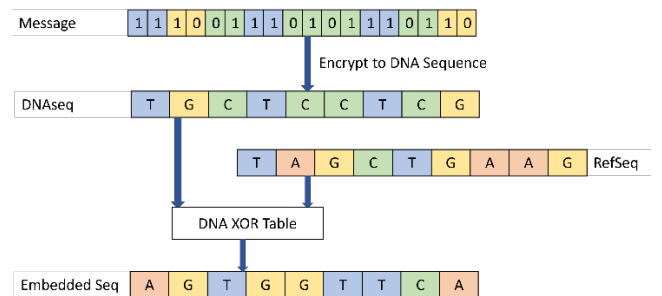 Message 1 1 1 0 0 1 1 1 0 1 0 1 1 1 0 1 1 0
Encrypt to DNA Sequence
DNAseq T G C T C C T C G
T A G C T G A A G RefSeq
DNA XOR Table
Embedded Seq A G T G G T T C A